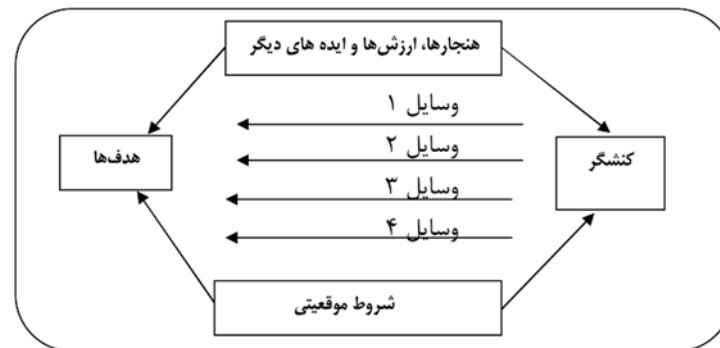 هنجارها، ارزش‌ها و ایده های دیگر
وسایل ۱
وسایل ۲
کنشگر
هدف‌ها
وسایل ۳
وسایل ۴
شروط موقعیتی